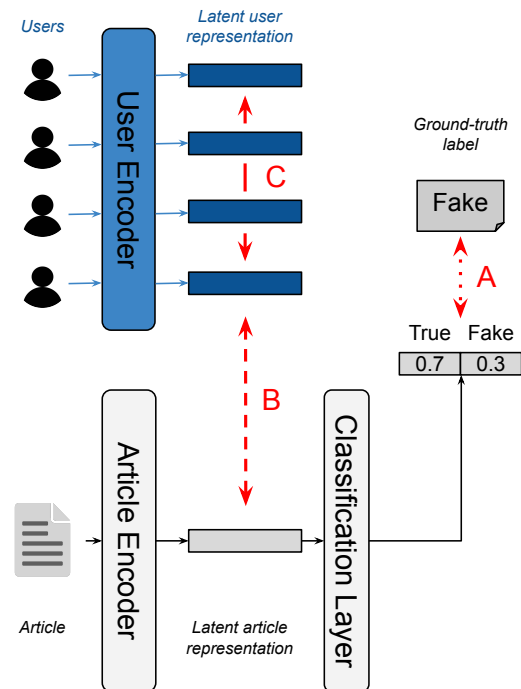 Users
Latent user
representation
User Encoder
C
Ground-truth
label
Fake
A
True Fake
0.7 0.3
B
Article Encoder
Classification Layer
Article
Latent article
representation